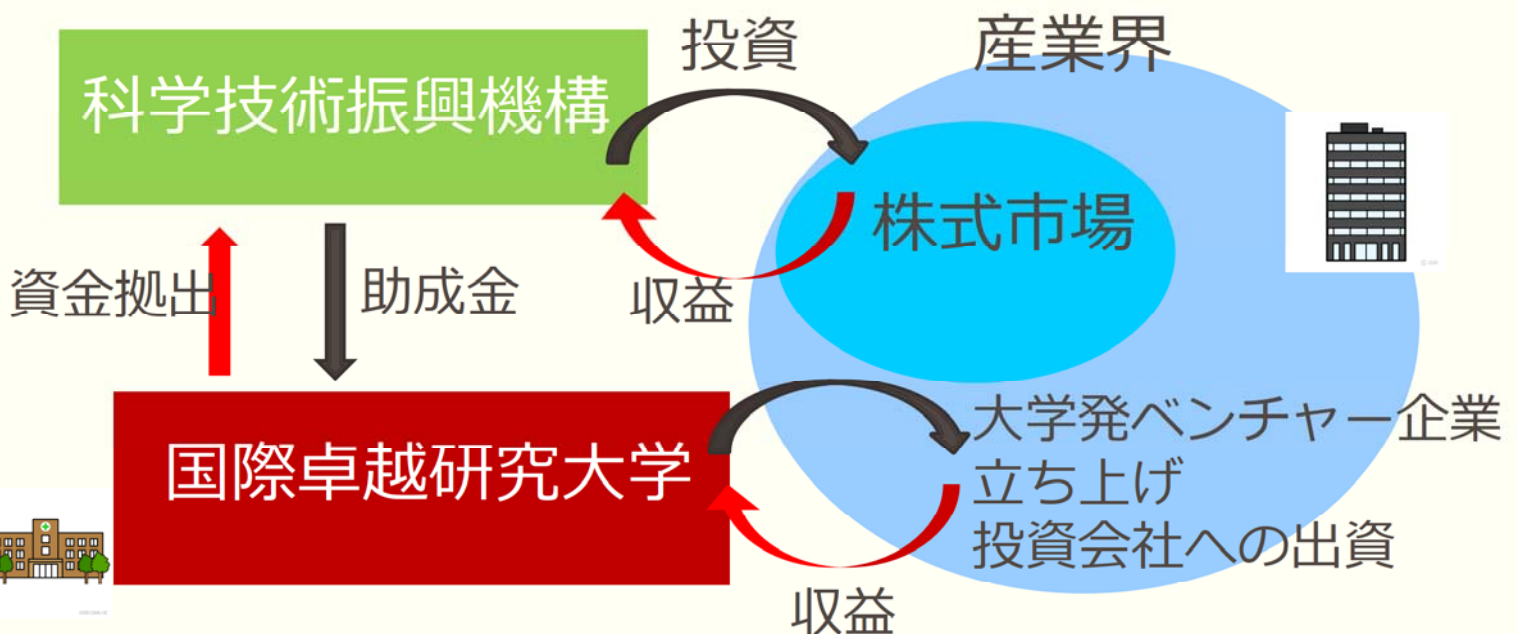 投資
産業界
科学技術振興機構
株式市場
資金拠出
助成金
収益
大学発ベンチャー企業
立ち上げ
投資会社への出資
国際卓越研究大学
収益